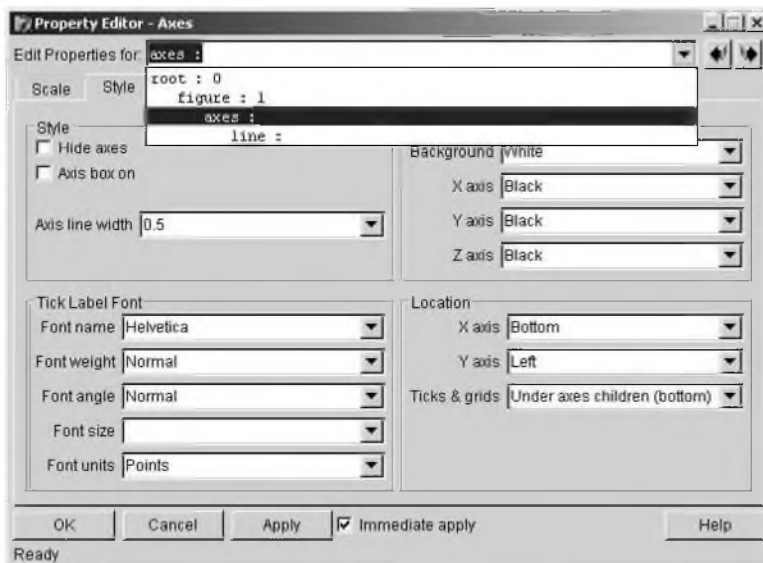 Property Editor - Axes
Edit Properties for: axes :
root : 0
figure : 1
axes :
line :
Scale Style
Style
Hide axes
Axis box on
Axis line width 0.5
Background White
X axis Black
Y axis Black
Z axis Black
Tick Label Font
Font name Helvetica
Font weight Normal
Font angle Normal
Font size
Font units Points
Location
X axis Bottom
Y axis Left
Ticks & grids Under axes children (bottom)
OK Cancel Apply Immediate apply Help
Ready